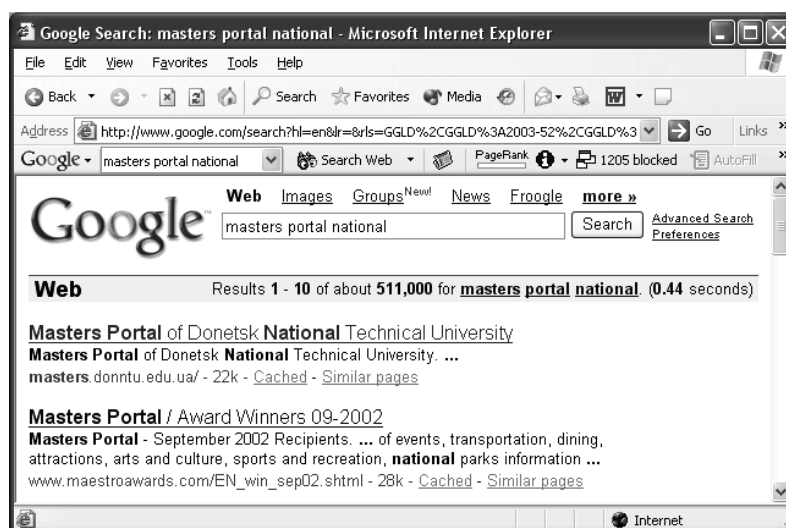 Google Search: masters portal national - Microsoft Internet Explorer
File Edit View Favorites Tools Help
Back Search Favorites Media
Address http://www.google.com/search?hl=en&lr=&rls=GGLD%2CGGLD%3A2003-52%2CGGLD%3 Go Links »
Google masters portal national Search Web PageRank 1205 blocked AutoFill »
Web Images Groups New! News Froogle more »
Google™ masters portal national Search Advanced Search
Preferences
Web Results 1 - 10 of about 511,000 for masters portal national. (0.44 seconds)
Masters Portal of Donetsk National Technical University
Masters Portal of Donetsk National Technical University. ...
masters.donntu.edu.ua/ - 22k - Cached - Similar pages
Masters Portal / Award Winners 09-2002
Masters Portal - September 2002 Recipients. ... of events, transportation, dining,
attractions, arts and culture, sports and recreation, national parks information ...
www.maestroawards.com/EN_win_sep02.shtml - 28k - Cached - Similar pages
Internet